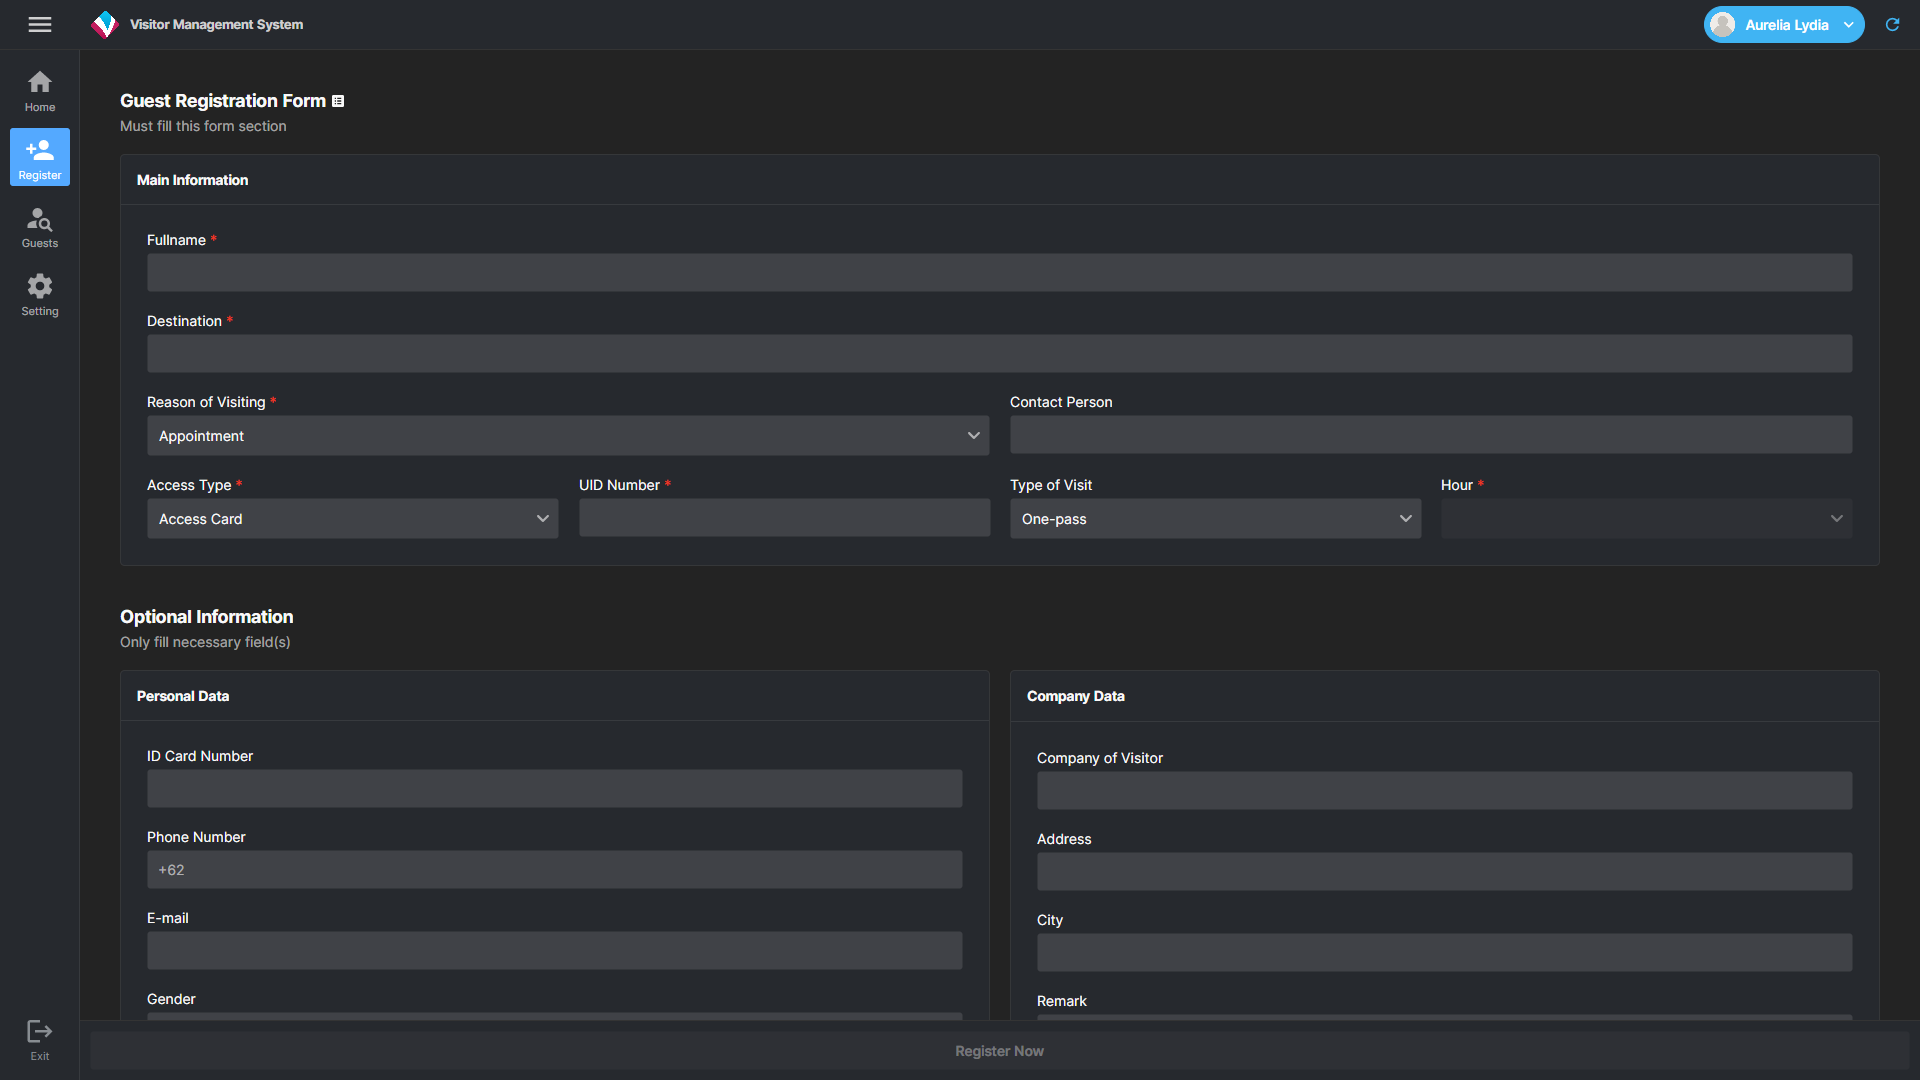 Visitor Management System
Aurelia Lydia
Home
Register
Guests
Setting
Exit
Guest Registration Form
Must fill this form section
Main Information
Fullname *
Destination *
Reason of Visiting *
Contact Person
Appointment
Access Type *
UID Number *
Type of Visit
Hour *
Access Card
One-pass
Optional Information
Only fill necessary field(s)
Personal Data
ID Card Number
Phone Number
+62
E-mail
Gender
Company Data
Company of Visitor
Address
City
Remark
Register Now